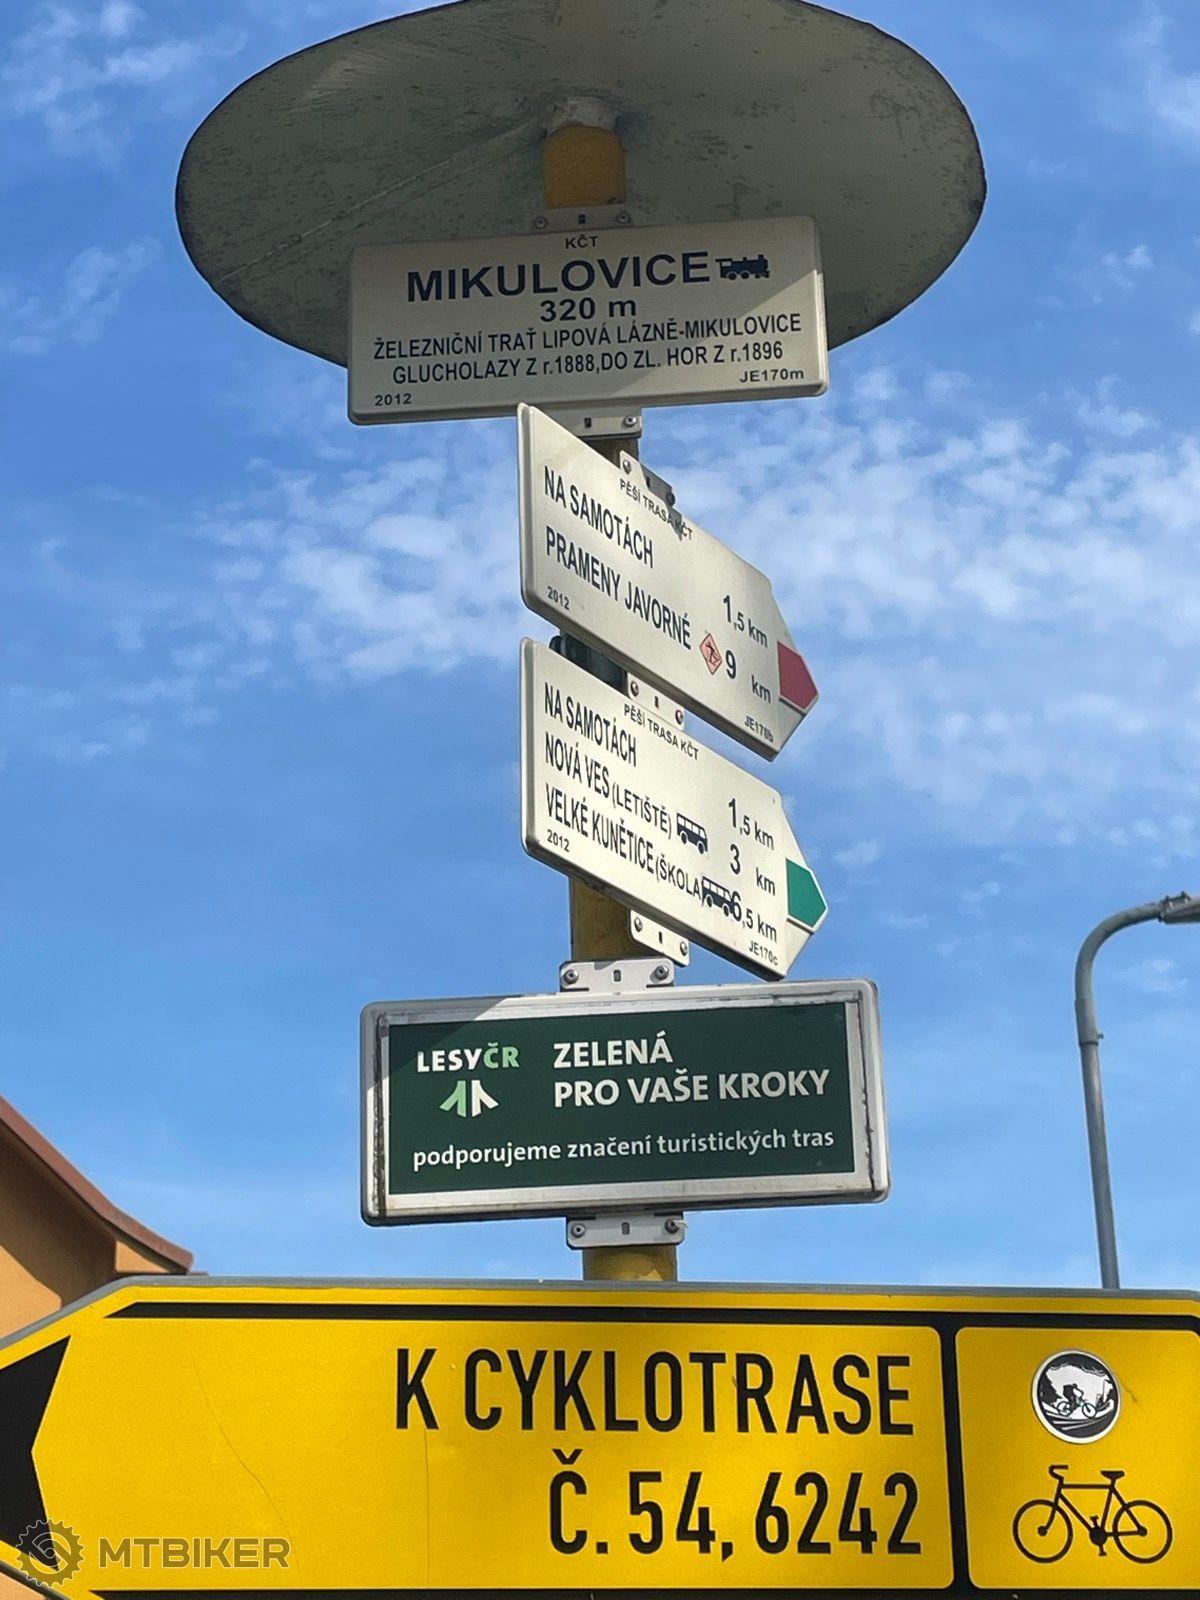 KČT
MIKULOVICE
320 m
ŽELEZNIČNÍ TRAŤ LIPOVÁ LÁZNĚ-MIKULOVICE
GLUCHOLAZY Z r.1888,DO ZL. HOR Z r.1896
2012 JE170m
PĚŠÍ TRASA KČT
NA SAMOTÁCH 1,5 km
PRAMENY JAVORNÉ 9 km
2012 JE170b
PĚŠÍ TRASA KČT
NA SAMOTÁCH 1,5 km
NOVÁ VES (LETIŠTĚ) 3 km
VELKÉ KUNĚTICE (ŠKOLA) 6,5 km
2012 JE170c
LESY ČR
ZELENÁ
PRO VAŠE KROKY
podporujeme značení turistických tras
K CYKLOTRASE
Č. 54, 6242
MTBIKER